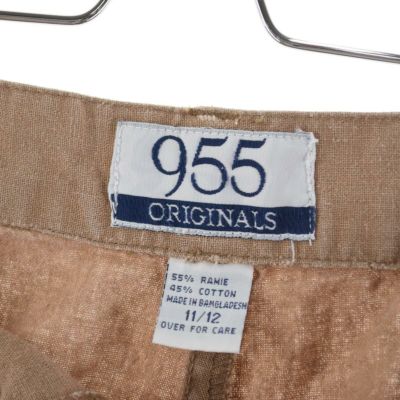 955
ORIGINALS
55% RAMIE
45% COTTON
MADE IN BANGLADESH
11/12
OVER FOR CARE